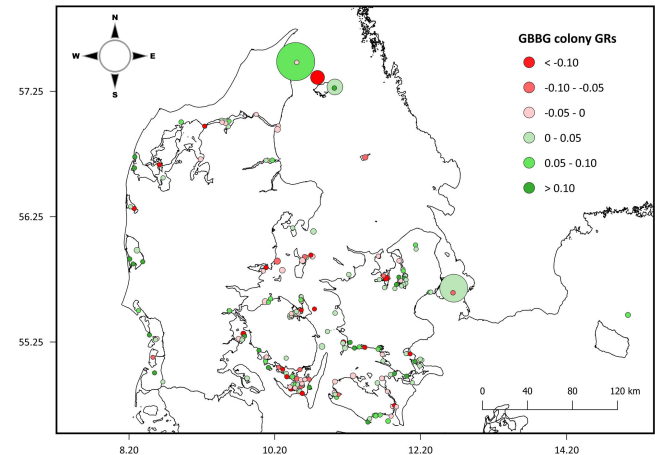 N
W E
S
GBBG colony GRs
< -0.10
-0.10 - -0.05
-0.05 - 0
0 - 0.05
0.05 - 0.10
> 0.10
57.25
56.25
55.25
0 40 80 120 km
8.20 10.20 12.20 14.20